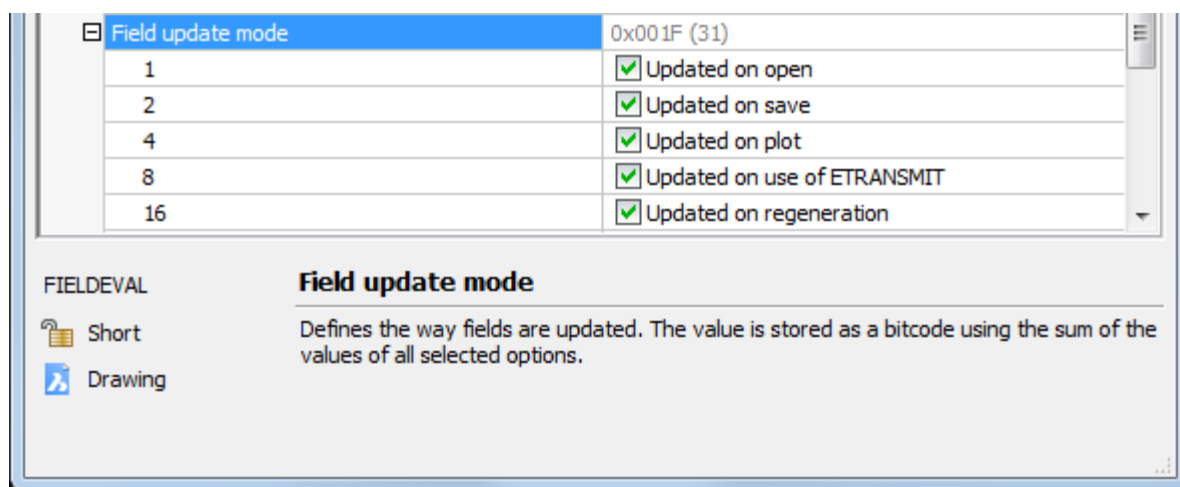 Field update mode 0x001F (31)
1 Updated on open
2 Updated on save
4 Updated on plot
8 Updated on use of ETRANSMIT
16 Updated on regeneration
FIELDEVAL Field update mode
Short Defines the way fields are updated. The value is stored as a bitcode using the sum of the
values of all selected options.
Drawing